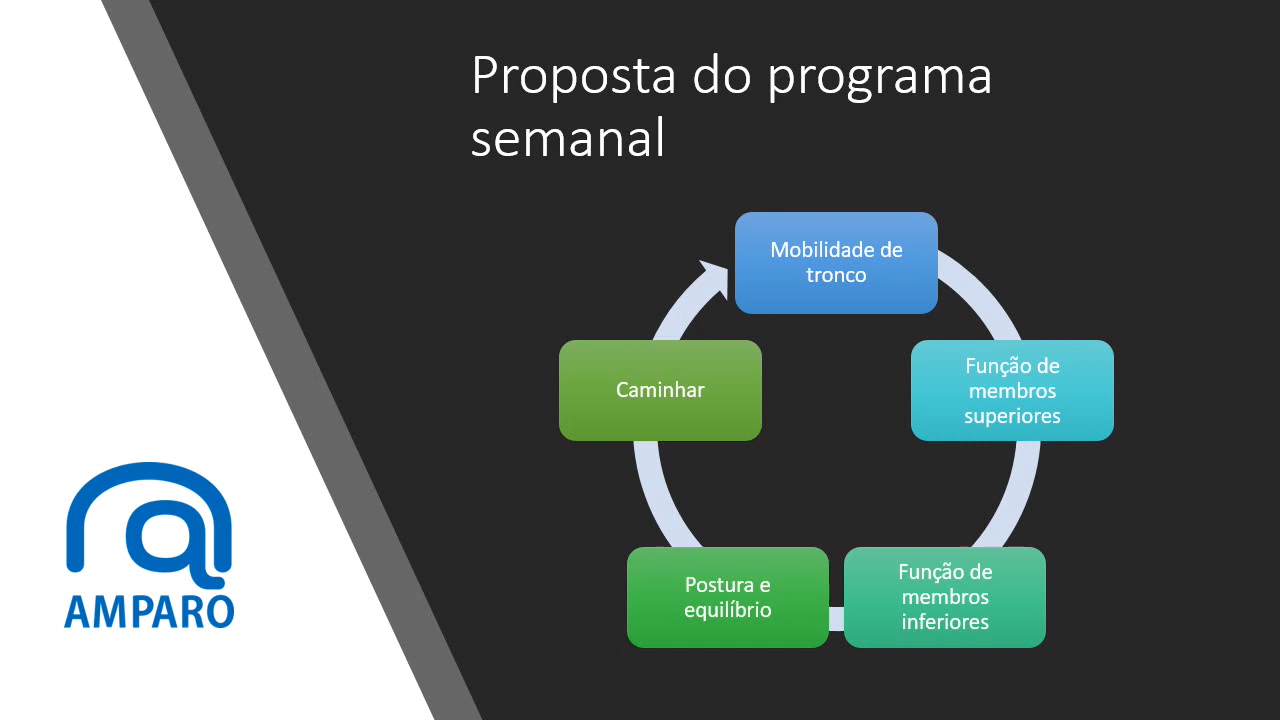 Proposta do programa
semanal
Mobilidade de
tronco
Função de
membros
superiores
Função de
membros
inferiores
Postura e
equilíbrio
Caminhar
AMPARO